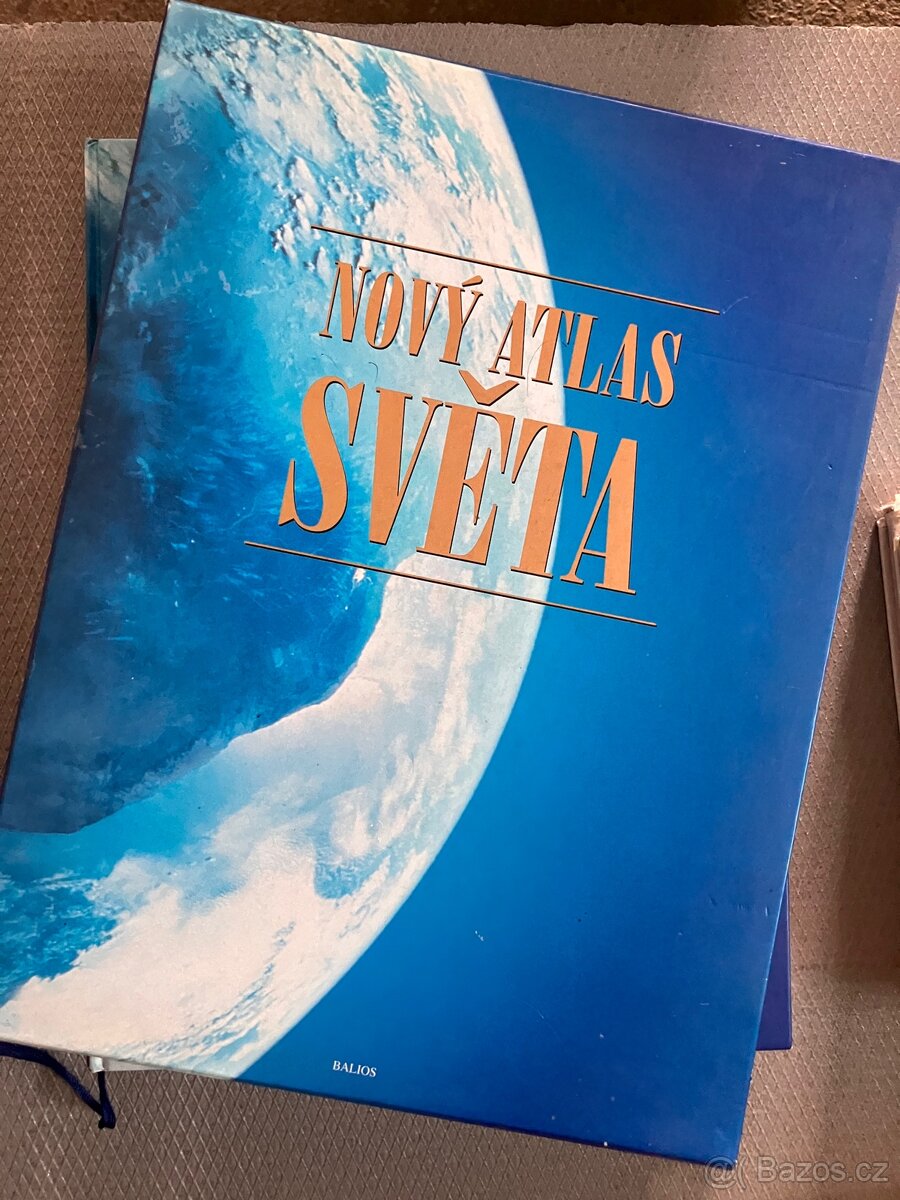 NOVÝ ATLAS
SVĚTA
BALIOS
@( Bazos.cz